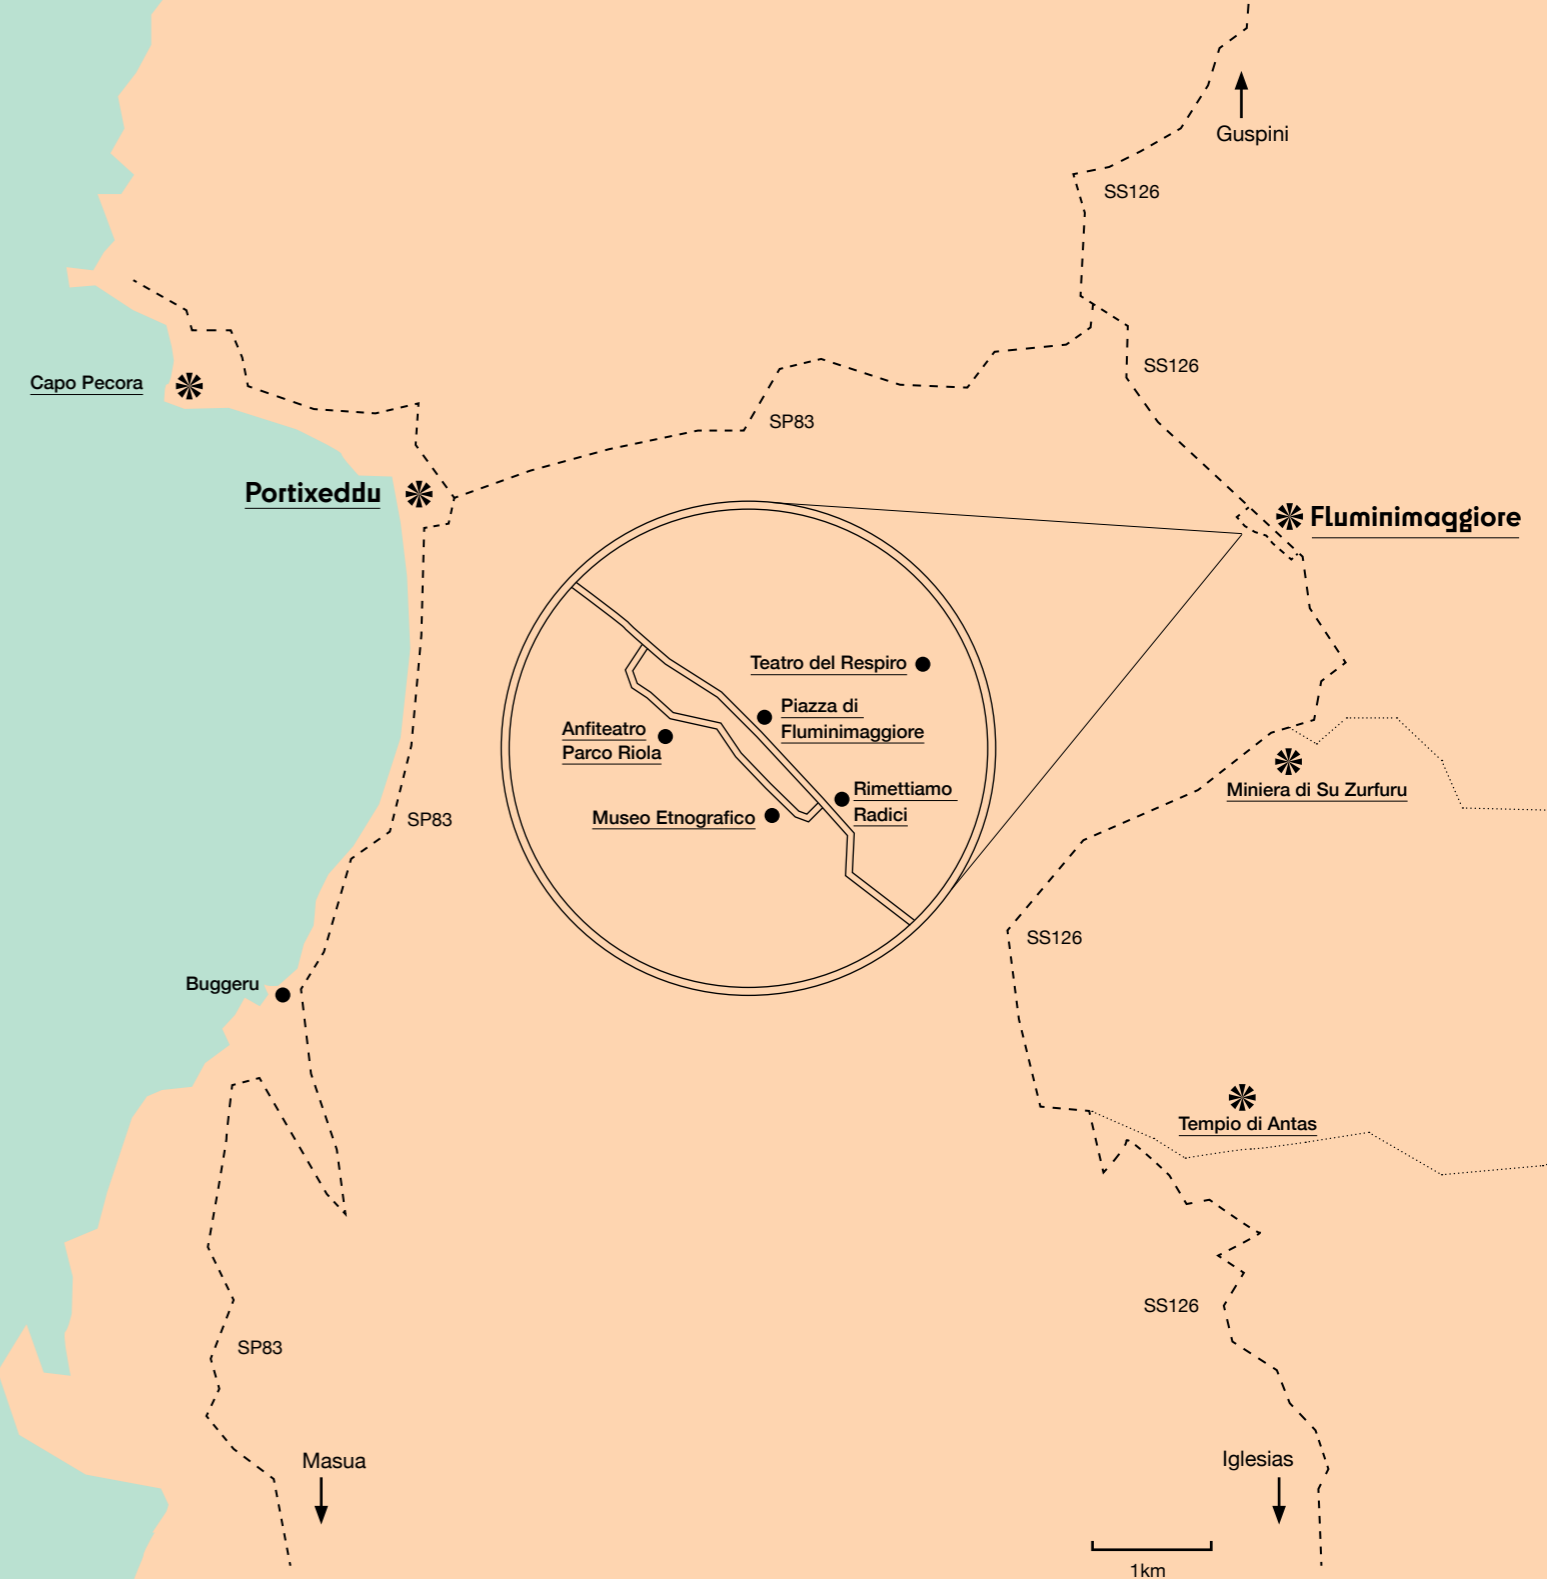 Guspini
SS126
SS126
Capo Pecora
SP83
Portixeddu
Fluminimaggiore
Teatro del Respiro
Piazza di
Fluminimaggiore
Anfiteatro
Parco Riola
Rimettiamo
Radici
Museo Etnografico
Miniera di Su Zurfuru
SP83
SS126
Buggeru
Tempio di Antas
SS126
SP83
Masua
Iglesias
1km